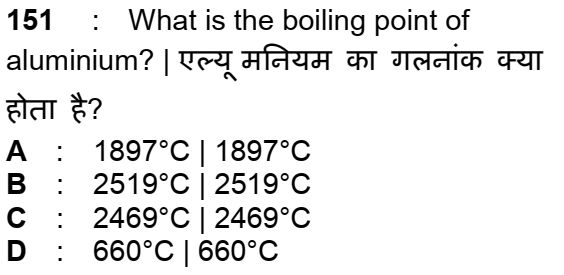 151 : What is the boiling point of
aluminium? | एल्यू मनियम का गलनांक क्या
होता है?
A : 1897°C | 1897°C
B : 2519°C | 2519°C
C : 2469°C | 2469°C
D : 660°C | 660°C